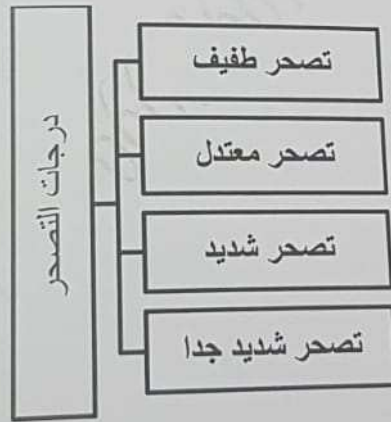 درجات التصحر
تصحر طفيف
تصحر معتدل
تصحر شديد
تصحر شديد جدا